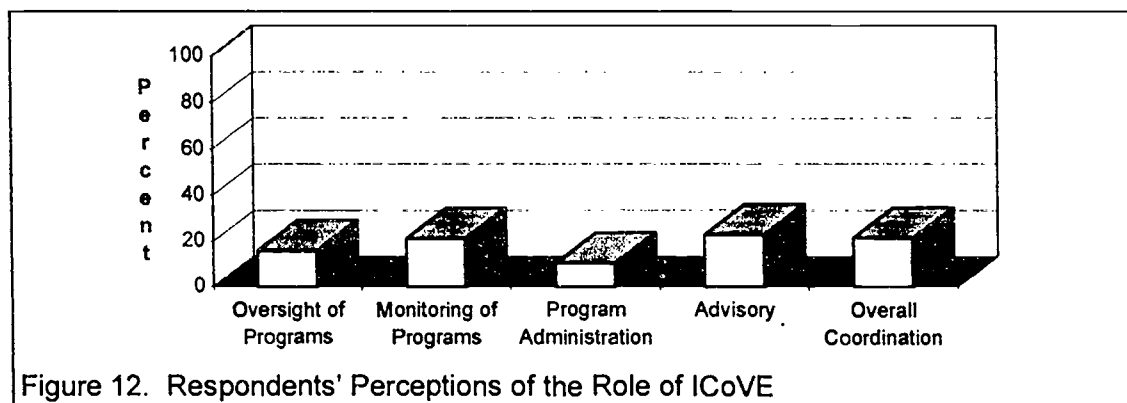 100
80
60
40
20
0
Percent
Oversight of Programs
Monitoring of Programs
Program Administration
Advisory
Overall Coordination
Figure 12. Respondents' Perceptions of the Role of ICoVE